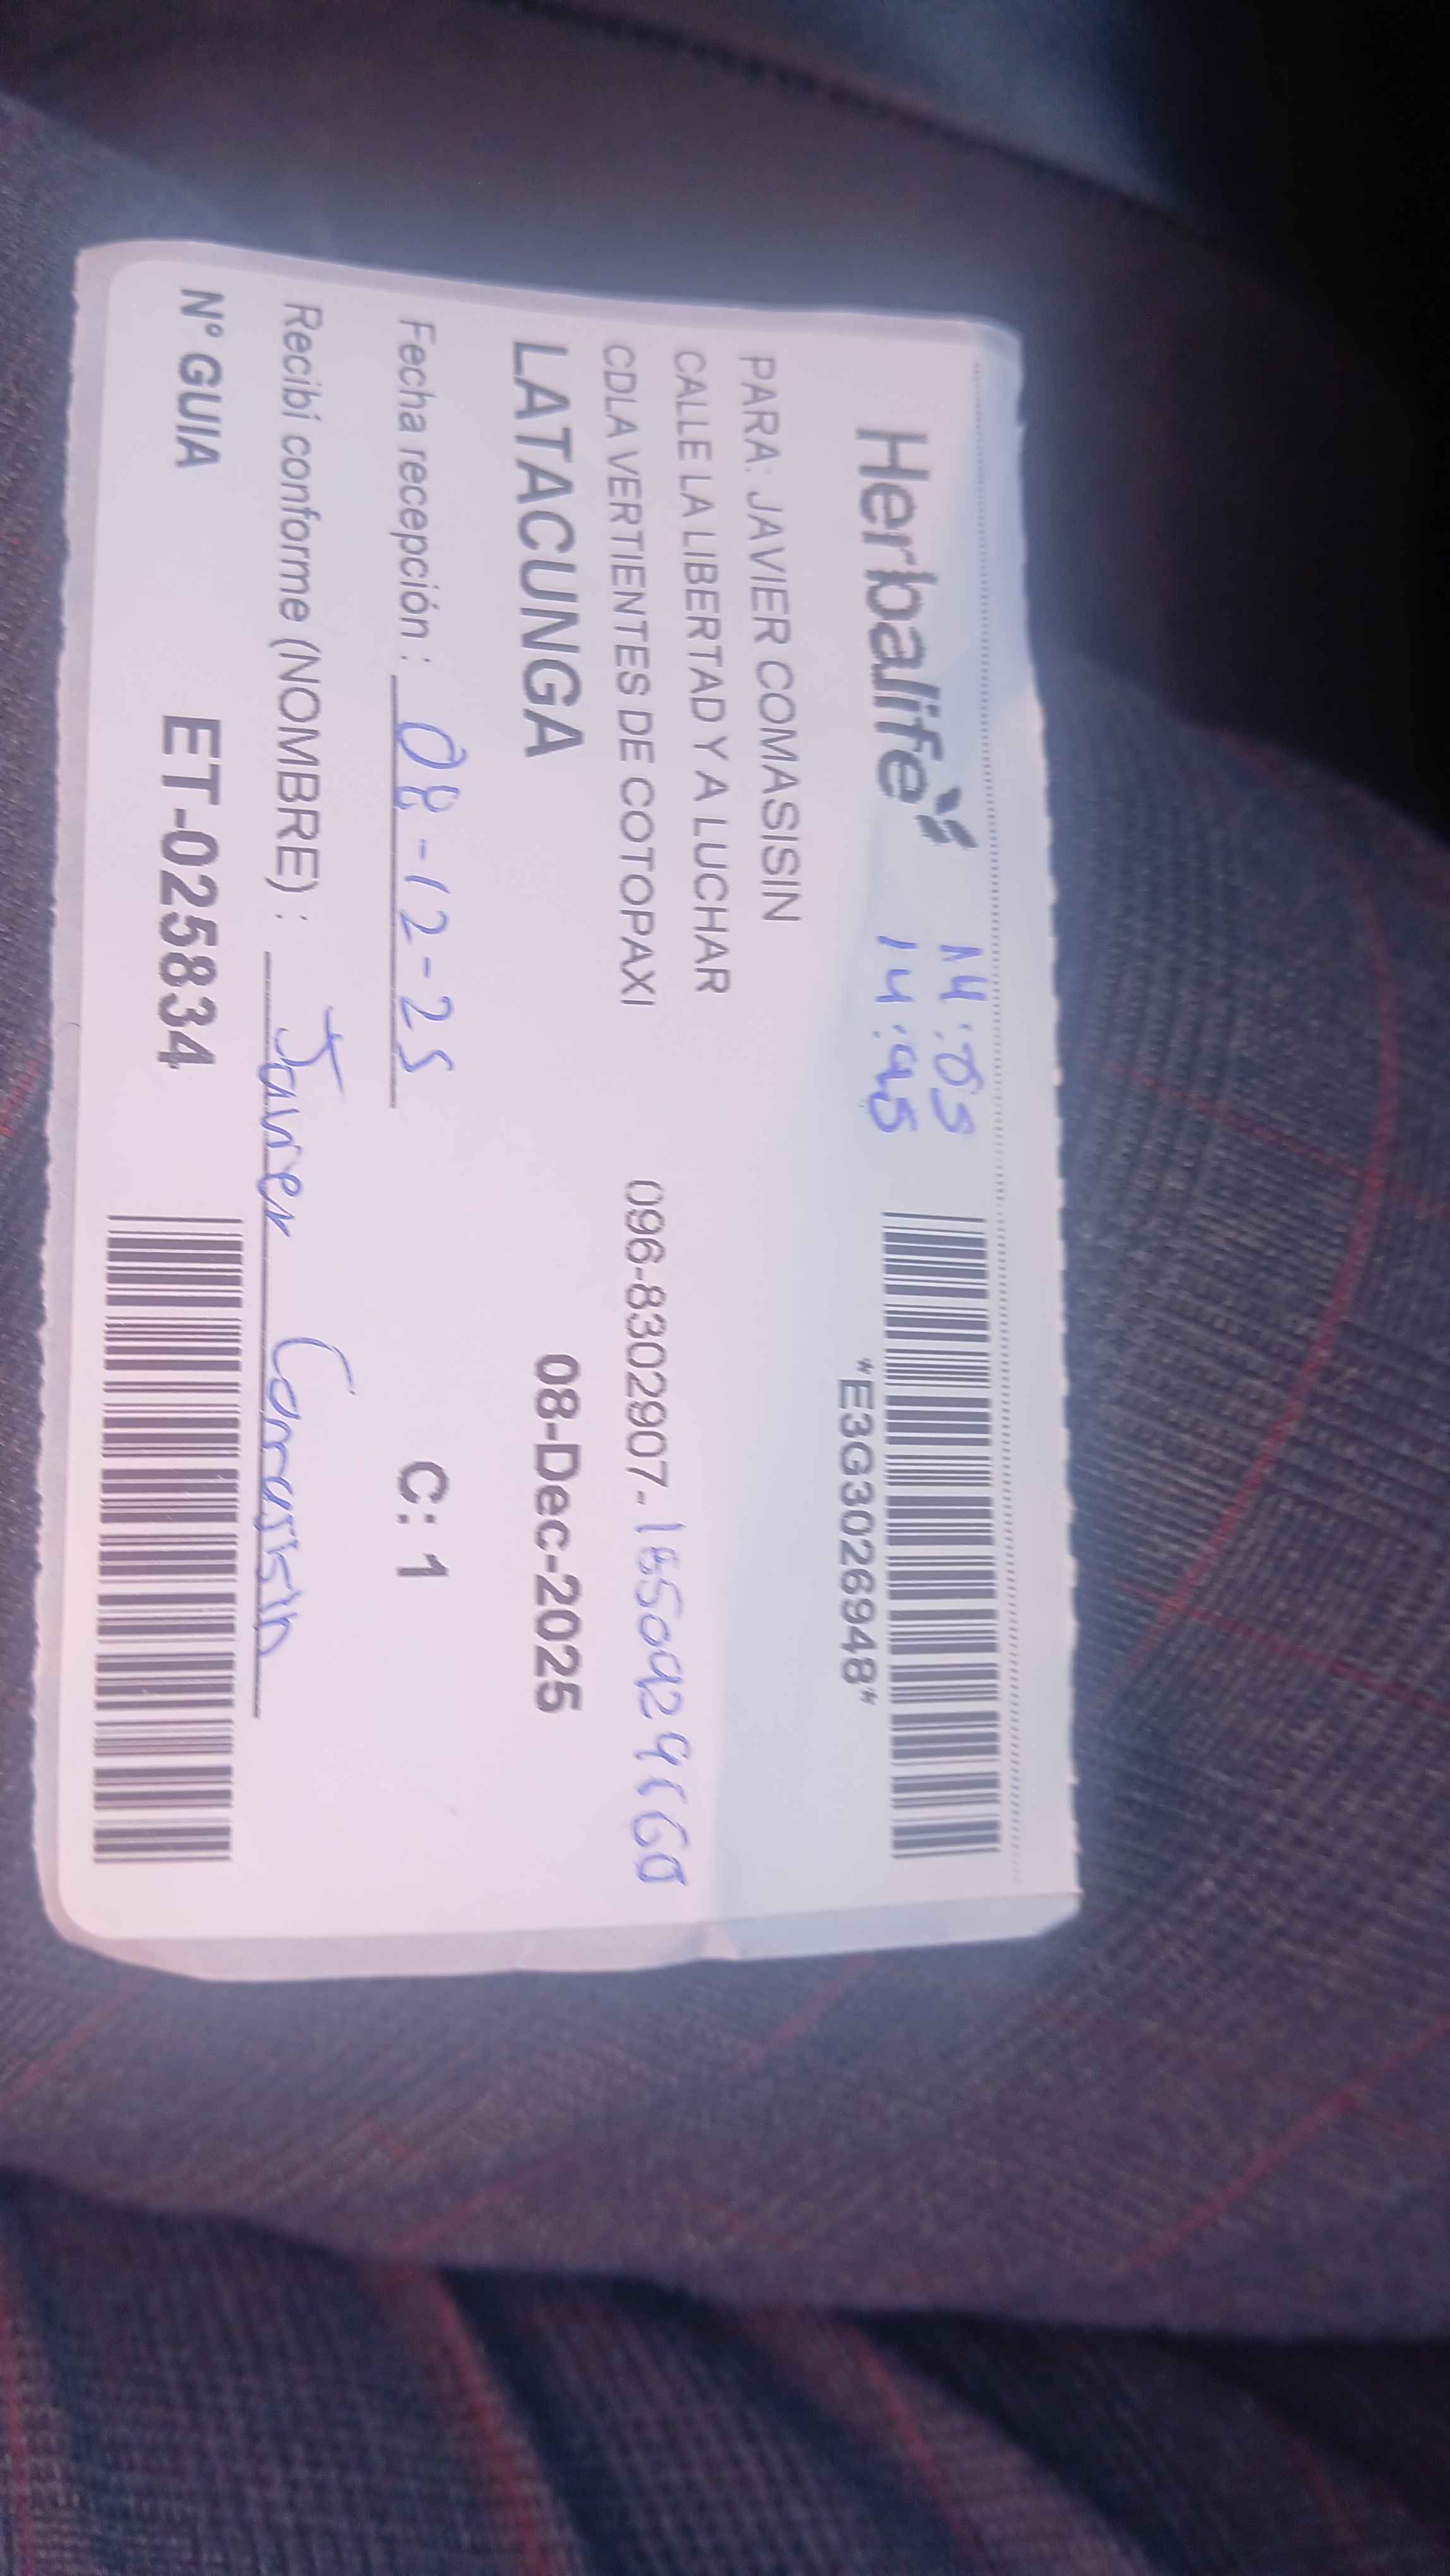 Herbalife
14:05
14:45
*E3G3026948*
PARA: JAVIER COMASISIN
CALLE LA LIBERTAD Y A LUCHAR
CDLA VERTIENTES DE COTOPAXI 096-8302907-
LATACUNGA 08-Dec-2025
Fecha recepción : 08-12-25 C: 1
Recibí conforme (NOMBRE) : Javier Comasisin
N° GUIA ET-025834